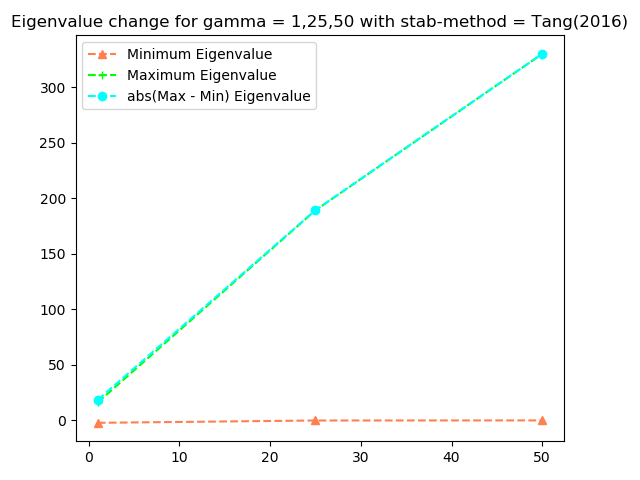 Eigenvalue change for gamma = 1,25,50 with stab-method = Tang(2016)
Minimum Eigenvalue
Maximum Eigenvalue
abs(Max - Min) Eigenvalue
300
250
200
150
100
50
0
0 10 20 30 40 50